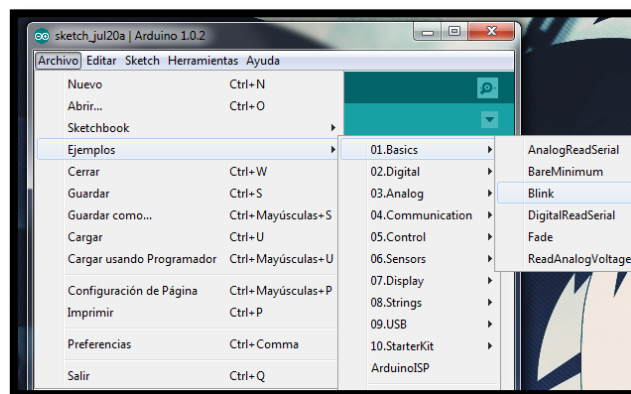 sketch_jul20a | Arduino 1.0.2
Archivo Editar Sketch Herramientas Ayuda
Nuevo Ctrl+N
Abrir... Ctrl+O
Sketchbook
Ejemplos
Cerrar Ctrl+W
Guardar Ctrl+S
Guardar como... Ctrl+Mayúsculas+S
Cargar Ctrl+U
Cargar usando Programador Ctrl+Mayúsculas+U
Configuración de Página Ctrl+Mayúsculas+P
Imprimir Ctrl+P
Preferencias Ctrl+Comma
Salir Ctrl+Q
01.Basics
02.Digital
03.Analog
04.Communication
05.Control
06.Sensors
07.Display
08.Strings
09.USB
10.StarterKit
ArduinoISP
AnalogReadSerial
BareMinimum
Blink
DigitalReadSerial
Fade
ReadAnalogVoltage